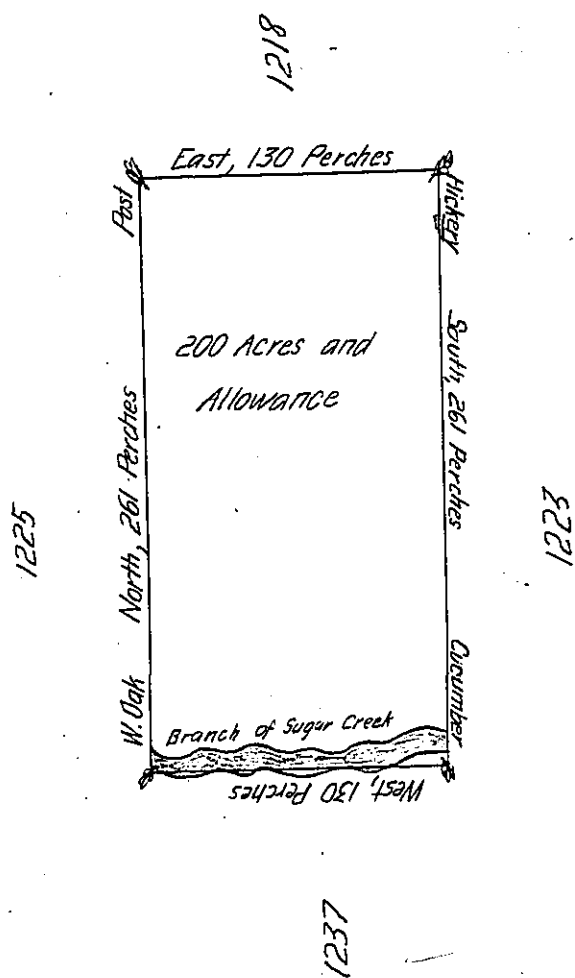 1218
East, 130 Perches
Post
Hickery
200 Acres and
Allowance
North, 261 Perches
South, 261 Perches
1225
1223
W. Oak
Cucumber
Branch of Sugar Creek
West, 130 Perches
1237